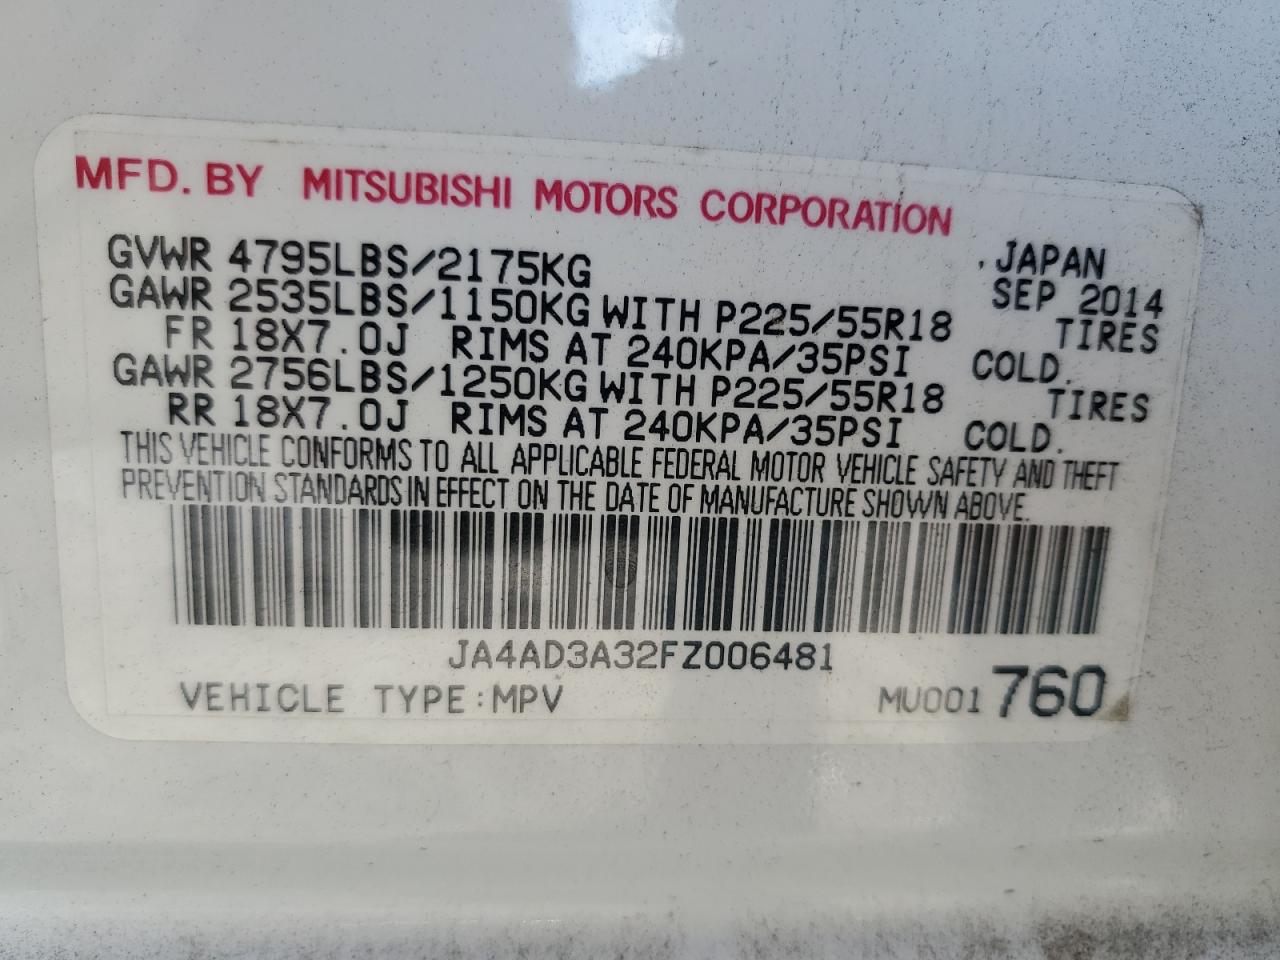 MFD. BY MITSUBISHI MOTORS CORPORATION
JAPAN
GVWR 4795LBS/2175KG SEP 2014
GAWR 2535LBS/1150KG WITH P225/55R18 TIRES
FR 18X7.0J RIMS AT 240KPA/35PSI COLD.
GAWR 2756LBS/1250KG WITH P225/55R18 TIRES
RR 18X7.0J RIMS AT 240KPA/35PSI COLD.
THIS VEHICLE CONFORMS TO ALL APPLICABLE FEDERAL MOTOR VEHICLE SAFETY AND THEFT
PREVENTION STANDARDS IN EFFECT ON THE DATE OF MANUFACTURE SHOWN ABOVE.
JA4AD3A32FZ006481
VEHICLE TYPE:MPV MU001 760